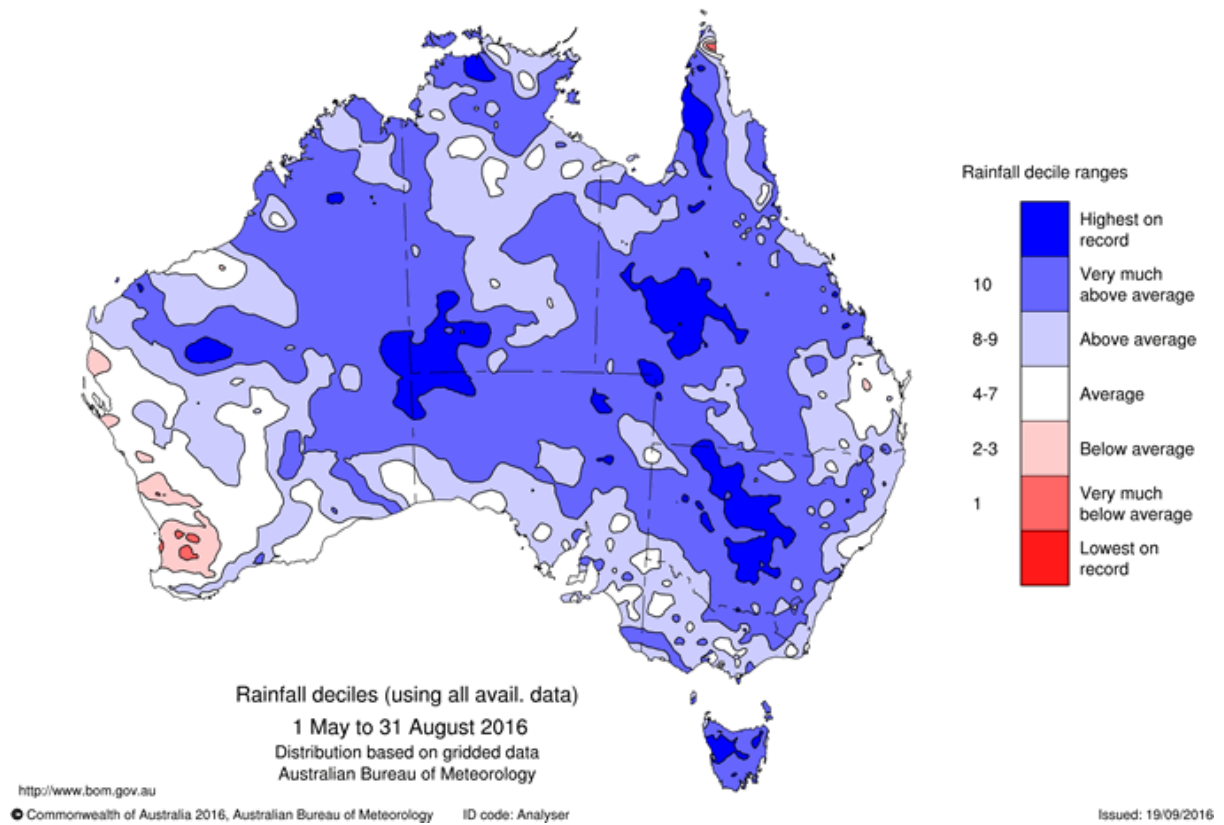 Rainfall decile ranges
Highest on
record
10
Very much
above average
8-9
Above average
4-7
Average
2-3
Below average
1
Very much
below average
Lowest on
record
Rainfall deciles (using all avail. data)
1 May to 31 August 2016
Distribution based on gridded data
Australian Bureau of Meteorology
http://www.bom.gov.au
© Commonwealth of Australia 2016, Australian Bureau of Meteorology
ID code: Analyser
Issued: 19/09/2016